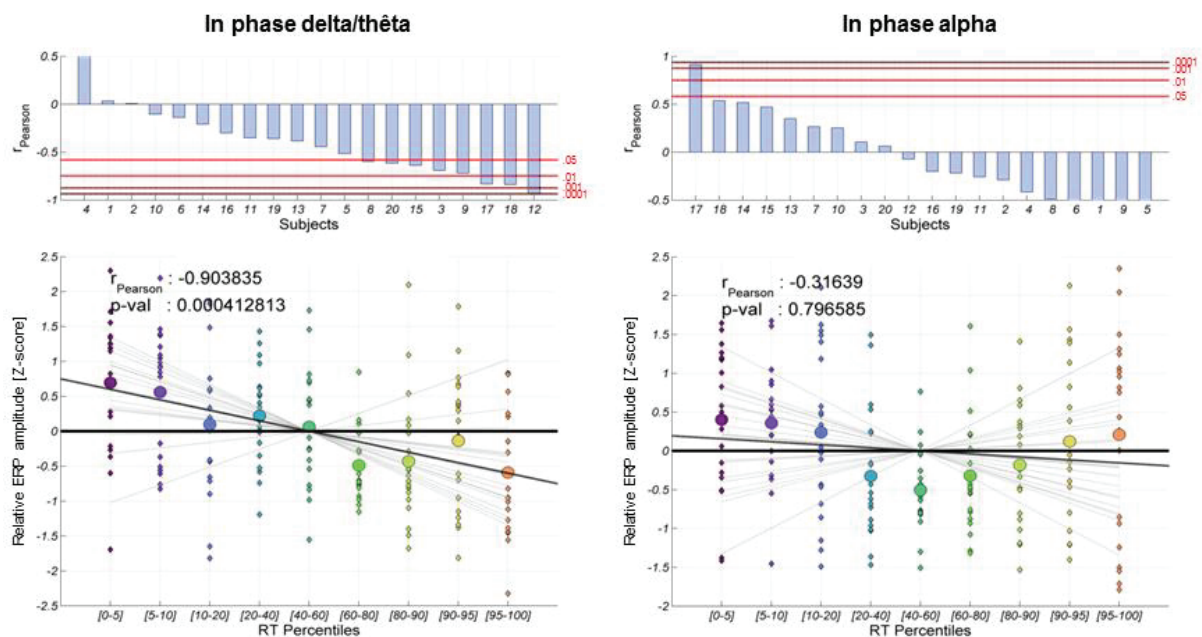 In phase delta/thêta
In phase alpha
0.5
0
-0.5
-1
r Pearson
.05
.01
.001
.0001
4 1 2 10 6 14 16 11 19 13 7 5 8 20 15 3 9 17 18 12
Subjects
1
0.5
0
-0.5
r Pearson
.0001
.001
.01
.05
17 18 14 15 13 7 10 3 20 12 16 19 11 2 4 8 6 1 9 5
Subjects
2.5
2
1.5
1
0.5
0
-0.5
-1
-1.5
-2
-2.5
Relative ERP amplitude [Z-score]
r Pearson : -0.903835
p-val : 0.000412813
[0-5] [5-10] [10-20] [20-40] [40-60] [60-80] [80-90] [90-95] [95-100]
RT Percentiles
2.5
2
1.5
1
0.5
0
-0.5
-1
-1.5
-2
Relative ERP amplitude [Z-score]
r Pearson : -0.31639
p-val : 0.796585
[0-5] [5-10] [10-20] [20-40] [40-60] [60-80] [80-90] [90-95] [95-100]
RT Percentiles